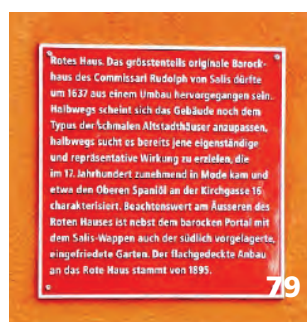 Rotes Haus. Das grösstenteils originale Barock-
haus des Commissari Rudolph von Salis dürfte
um 1637 aus einem Umbau hervorgegangen sein.
Halbwegs scheint sich das Gebäude noch dem
Typus der schmalen Altstadthäuser anzupassen,
halbwegs sucht es bereits jene eigenständige
und repräsentative Wirkung zu erzielen, die
im 17. Jahrhundert zunehmend in Mode kam und
etwa den Oberen Spaniöl an der Kirchgasse 16
charakterisiert. Beachtenswert am Äusseren des
Roten Hauses ist nebst dem barocken Portal mit
dem Salis-Wappen auch der südlich vorgelagerte,
eingefriedete Garten. Der flachgedeckte Anbau
an das Rote Haus stammt von 1895.
79